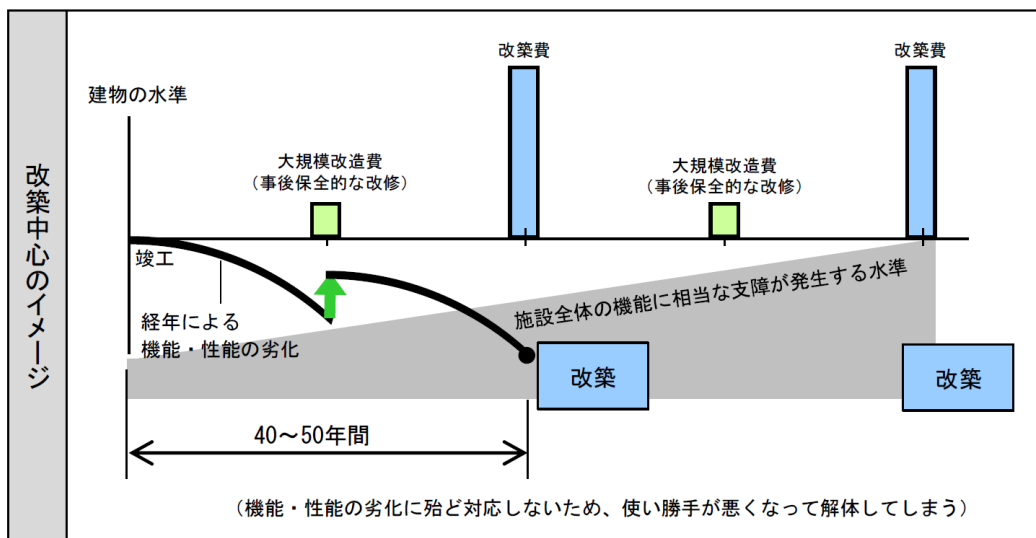 改築中心のイメージ
改築費
改築費
建物の水準
大規模改造費
（事後保全的な改修）
大規模改造費
（事後保全的な改修）
竣工
経年による
機能・性能の劣化
施設全体の機能に相当な支障が発生する水準
改築
改築
40～50年間
（機能・性能の劣化に殆ど対応しないため、使い勝手が悪くなって解体してしまう）